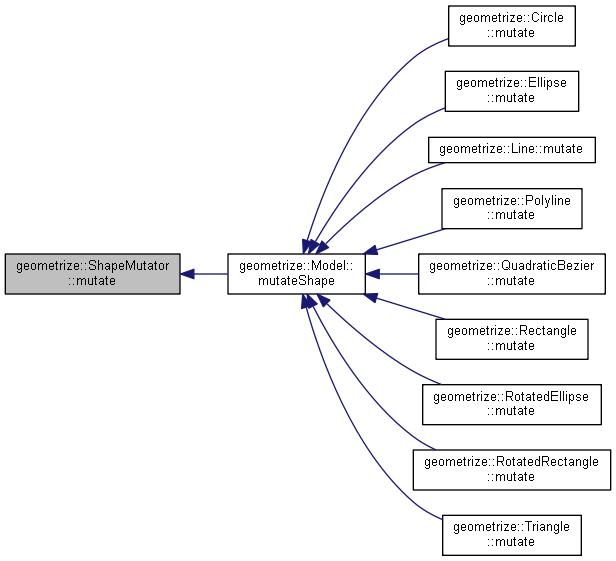 geometrize::Circle
::mutate
geometrize::Ellipse
::mutate
geometrize::Line::mutate
geometrize::Polyline
::mutate
geometrize::ShapeMutator
::mutate
geometrize::Model::
mutateShape
geometrize::QuadraticBezier
::mutate
geometrize::Rectangle
::mutate
geometrize::RotatedEllipse
::mutate
geometrize::RotatedRectangle
::mutate
geometrize::Triangle
::mutate